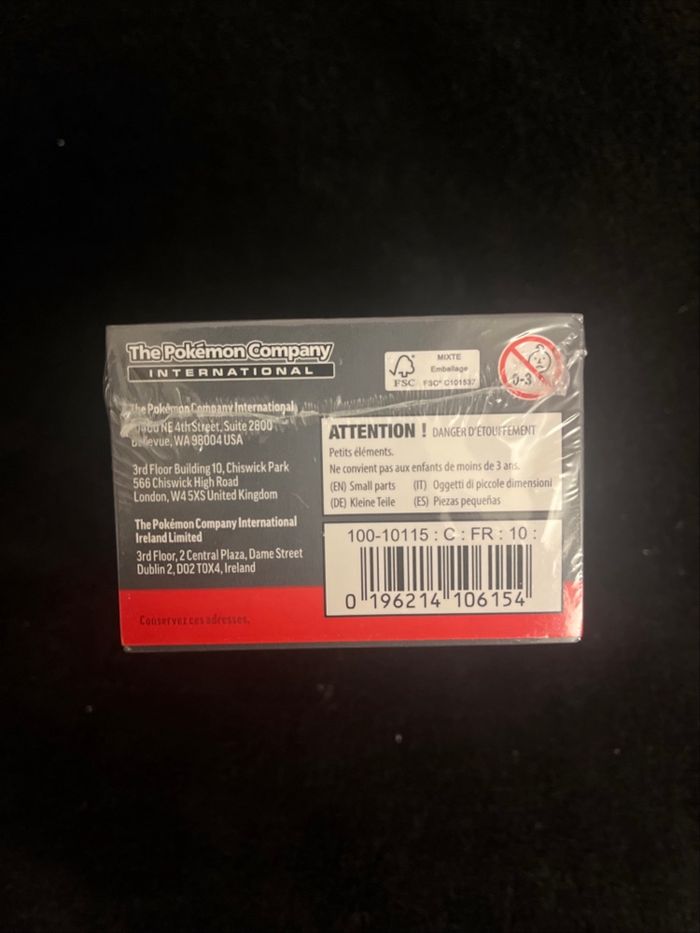 The Pokémon Company
INTERNATIONAL
MIXTE
Emballage
FSC
FSC® C101537
0-3
The Pokémon Company International
NE 4th Street, Suite 2800
Bellevue, WA 98004 USA
3rd Floor Building 10, Chiswick Park
566 Chiswick High Road
London, W4 5XS United Kingdom
The Pokémon Company International
Ireland Limited
3rd Floor, 2 Central Plaza, Dame Street
Dublin 2, D02 T0X4, Ireland
Conservez ces adresses.
ATTENTION ! DANGER D'ÉTOUFFEMENT
Petits éléments.
Ne convient pas aux enfants de moins de 3 ans.
(EN) Small parts (IT) Oggetti di piccole dimensioni
(DE) Kleine Teile (ES) Piezas pequeñas
100-10115 : C : FR : 10 :
0 196214 106154